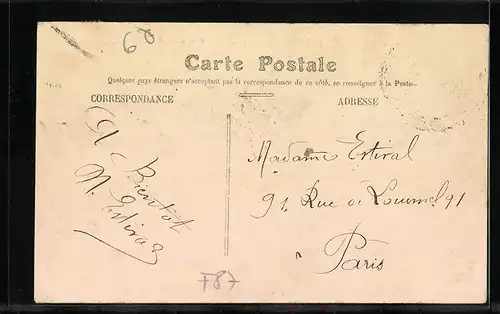 60
Carte Postale
Quelques pays étrangers n'acceptant pas la correspondance de ce côté, se renseigner à la Poste.
CORRESPONDANCE
ADRESSE
A
Bientôt
Madame Estival
91, Rue de Lourmel 91
Paris
F87